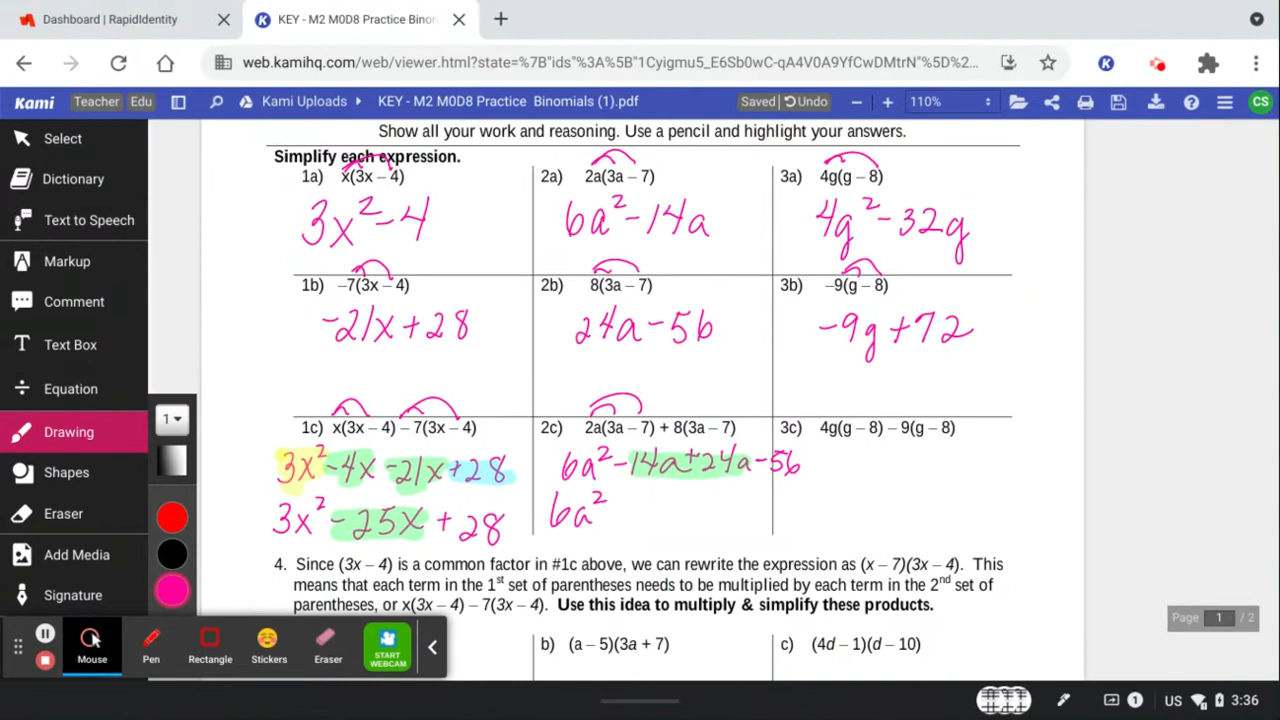 Dashboard | RapidIdentity
KEY - M2 M0D8 Practice Binon
web.kamihq.com/web/viewer.html?state=%7B"ids"%3A%5B"1Cyigmu5_E6Sb0wC-qA4V0A9YfCwDMtrN"%5D%2...
Kami Teacher Edu Kami Uploads KEY - M2 M0D8 Practice Binomials (1).pdf Saved Undo 110% CS
Select
Dictionary
Text to Speech
Markup
Comment
Text Box
Equation
Drawing
Shapes
Eraser
Add Media
Signature
1
Show all your work and reasoning. Use a pencil and highlight your answers.
Simplify each expression.
1a) x(3x – 4) 2a) 2a(3a – 7) 3a) 4g(g – 8)
3x² - 4 6a² - 14a 4g² - 32g
1b) –7(3x – 4) 2b) 8(3a – 7) 3b) –9(g – 8)
-21x + 28 24a - 56 -9g + 72
1c) x(3x – 4) – 7(3x – 4) 2c) 2a(3a – 7) + 8(3a – 7) 3c) 4g(g – 8) – 9(g – 8)
3x² - 4x - 21x + 28 6a² - 14a + 24a - 56
3x² - 25x + 28 6a²
4. Since (3x – 4) is a common factor in #1c above, we can rewrite the expression as (x – 7)(3x – 4). This
means that each term in the 1st set of parentheses needs to be multiplied by each term in the 2nd set of
parentheses, or x(3x – 4) – 7(3x – 4). Use this idea to multiply & simplify these products.
b) (a – 5)(3a + 7) c) (4d – 1)(d – 10)
Page 1 / 2
Mouse Pen Rectangle Stickers Eraser START WEBCAM
1 US 3:36